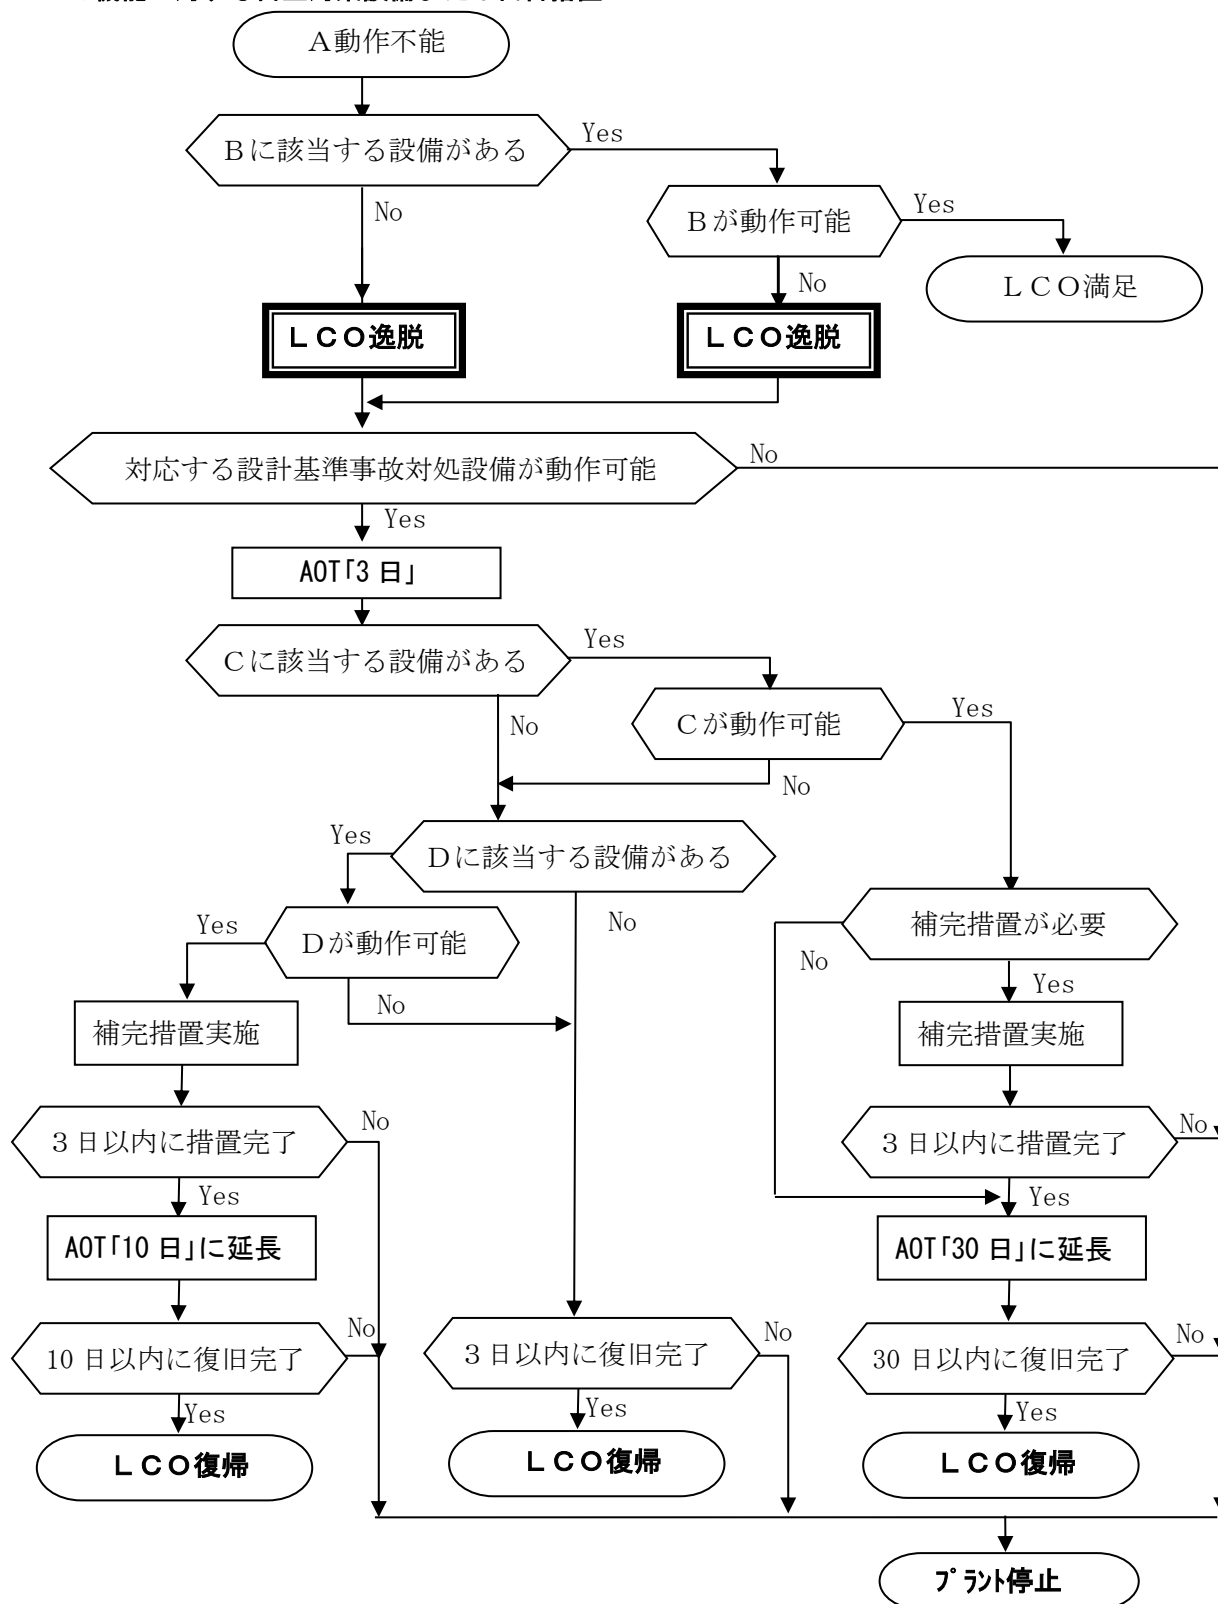 Ａ動作不能
Ｂに該当する設備がある
Yes
No
Ｂが動作可能
Yes
No
ＬＣＯ満足
ＬＣＯ逸脱
ＬＣＯ逸脱
対応する設計基準事故対処設備が動作可能
No
Yes
AOT「3 日」
Ｃに該当する設備がある
Yes
No
Ｃが動作可能
Yes
No
Ｄに該当する設備がある
Yes
No
Ｄが動作可能
Yes
No
補完措置が必要
No
Yes
補完措置実施
補完措置実施
３日以内に措置完了
No
Yes
３日以内に措置完了
No
Yes
AOT「10 日」に延長
AOT「30 日」に延長
10 日以内に復旧完了
No
Yes
３日以内に復旧完了
No
Yes
30 日以内に復旧完了
No
Yes
ＬＣＯ復帰
ＬＣＯ復帰
ＬＣＯ復帰
ﾌﾟﾗﾝﾄ停止